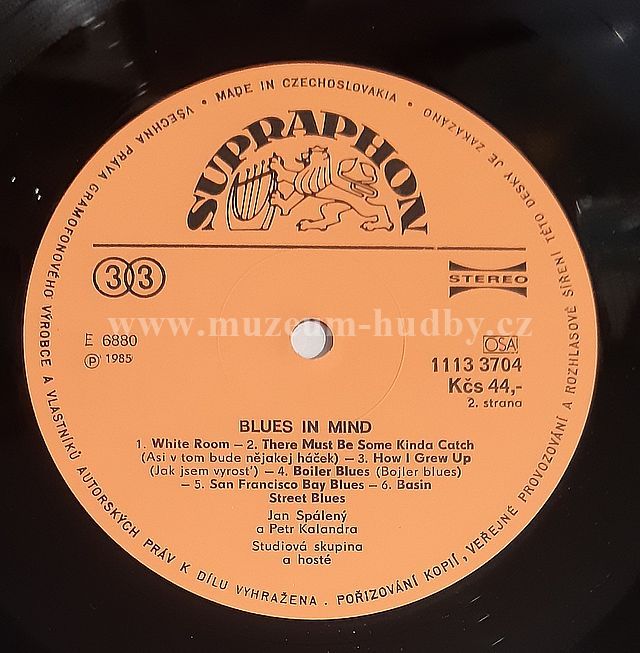 VŠECHNA PRÁVA GRAMOFONOVÉHO VÝROBCE A VLASTNÍKŮ AUTORSKÝCH PRÁV K DÍLU VYHRAŽENA . POŘIZOVÁNÍ KOPIÍ, VEŘEJNÉ PROVOZOVÁNÍ A ROZHLASOVÉ ŠÍŘENÍ TÉTO DESKY JE ZAKÁZÁNO • MADE IN CZECHOSLOVAKIA •
SUPRAPHON
33
STEREO
www.muzeum-hudby.cz
E 6880
Ⓟ 1985
OSA
1113 3704
Kčs 44,-
2. strana
BLUES IN MIND
1. White Room – 2. There Must Be Some Kinda Catch
(Asi v tom bude nějakej háček) – 3. How I Grew Up
(Jak jsem vyrost') – 4. Boiler Blues (Bojler blues)
– 5. San Francisco Bay Blues – 6. Basin
Street Blues
Jan Spálený
a Petr Kalandra
Studiová skupina
a hosté